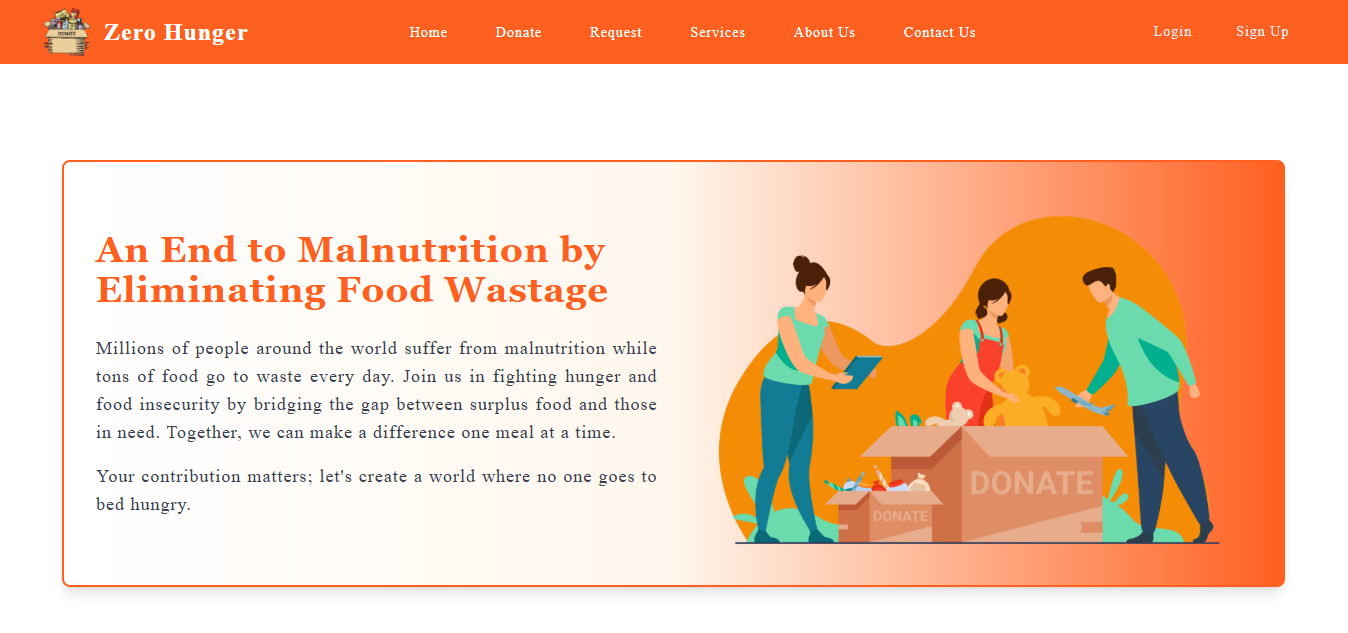 DONATE
Zero Hunger
Home Donate Request Services About Us Contact Us
Login Sign Up
An End to Malnutrition by
Eliminating Food Wastage
Millions of people around the world suffer from malnutrition while
tons of food go to waste every day. Join us in fighting hunger and
food insecurity by bridging the gap between surplus food and those
in need. Together, we can make a difference one meal at a time.
Your contribution matters; let's create a world where no one goes to
bed hungry.
DONATE
DONATE